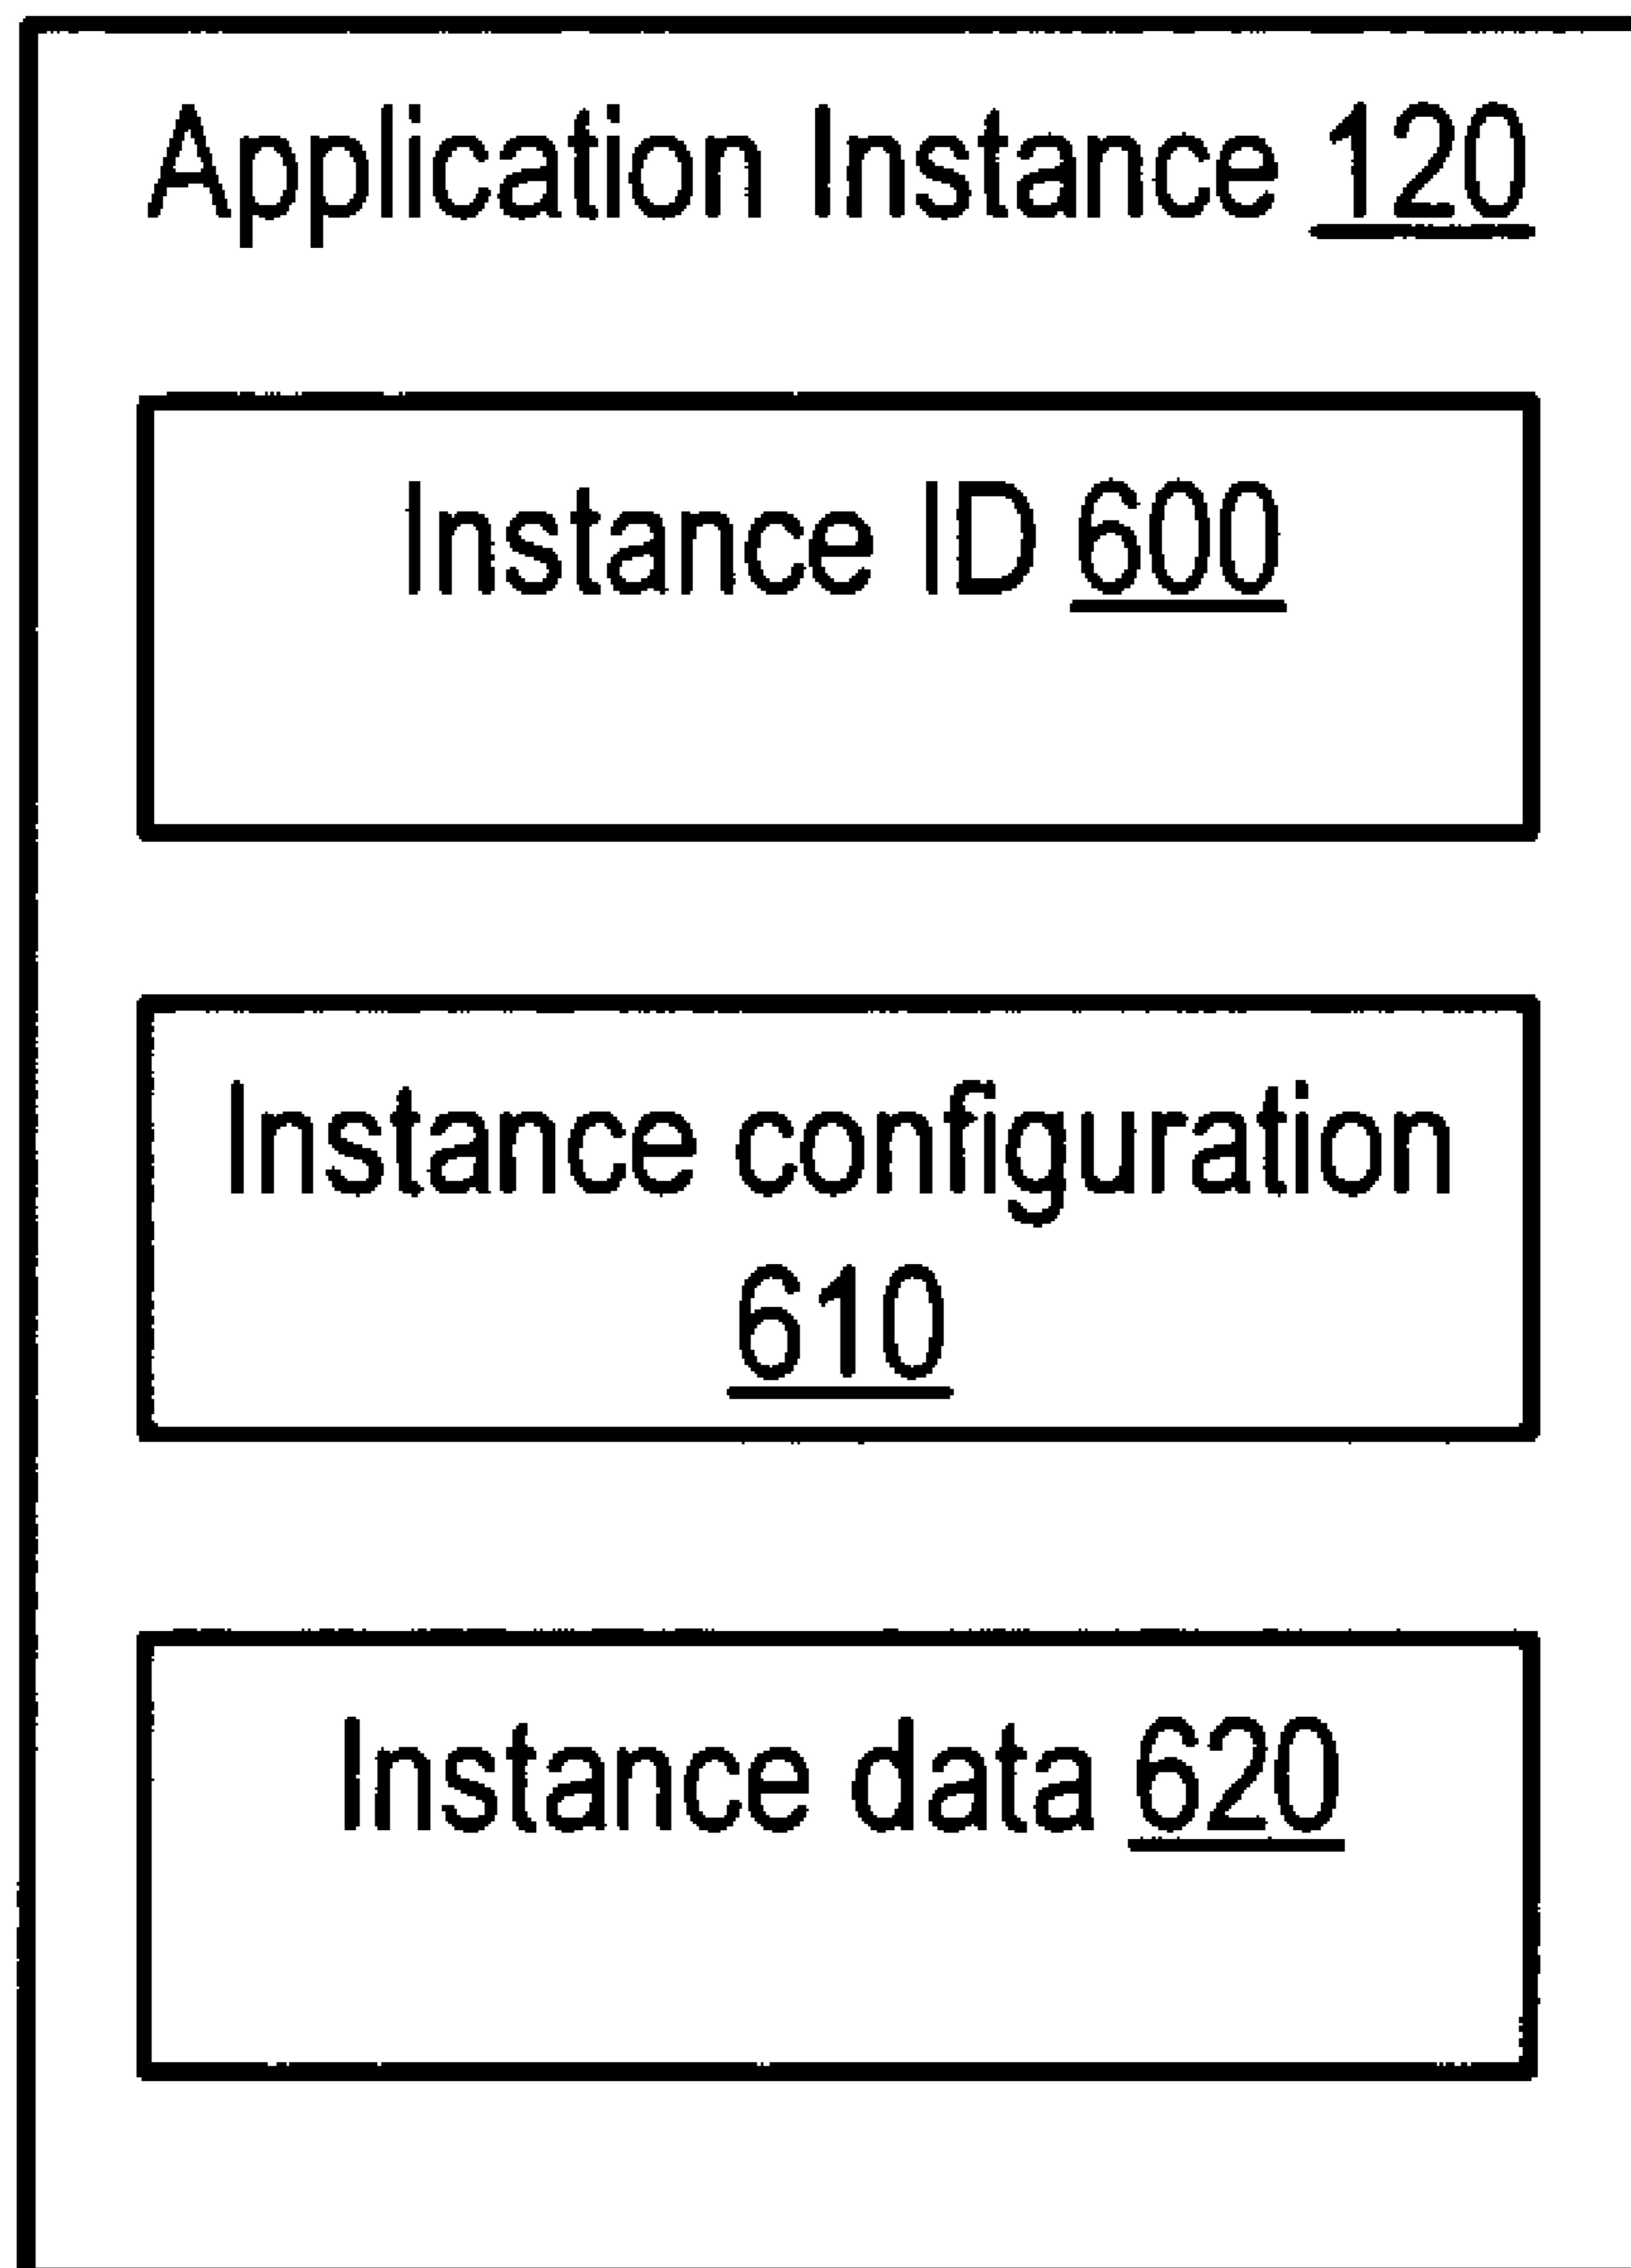 Application Instance 120
Instance ID 600
Instance configuration
610
Instance data 620